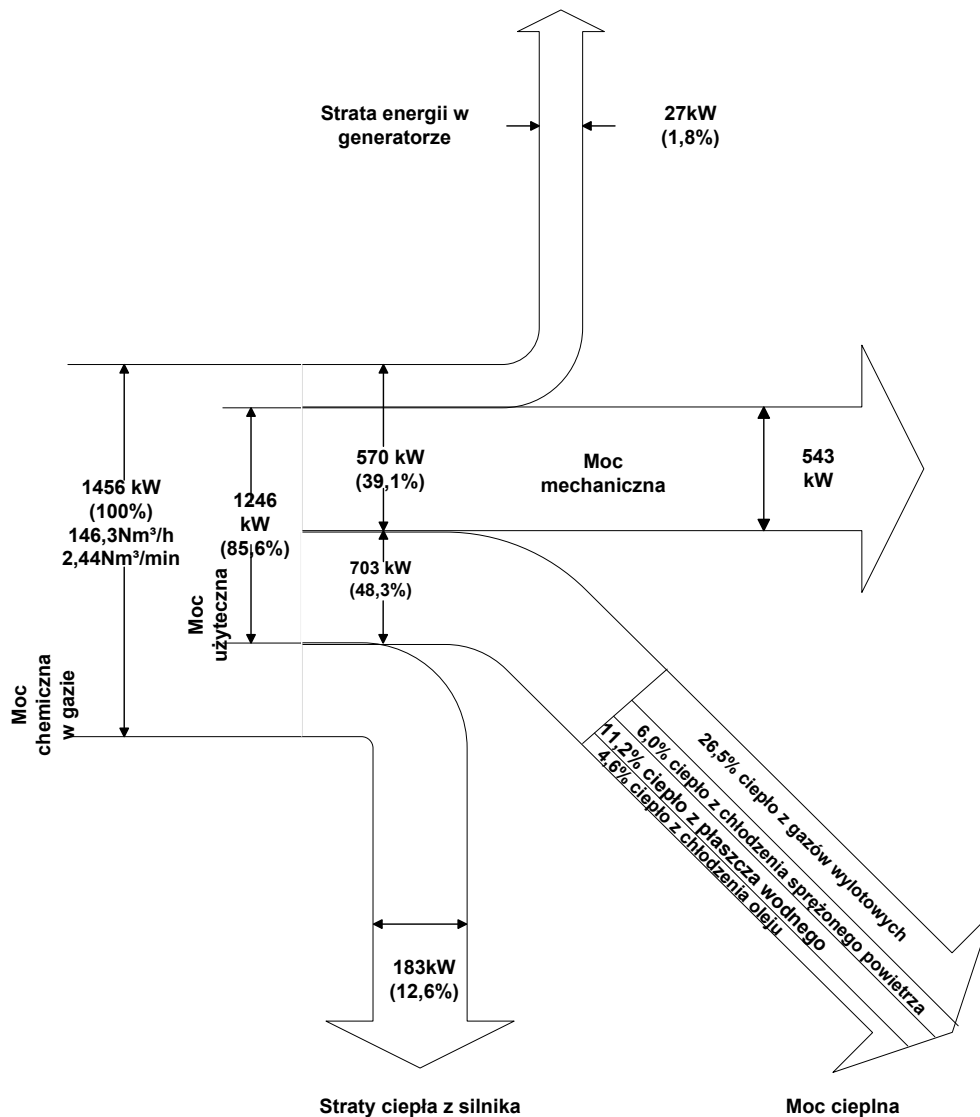 Strata energii w
generatorze
27kW
(1,8%)
1456 kW
(100%)
146,3Nm³/h
2,44Nm³/min
1246
kW
(85,6%)
570 kW
(39,1%)
Moc
mechaniczna
543
kW
703 kW
(48,3%)
Moc
użyteczna
Moc
chemiczna
w gazie
26,5% ciepło z gazów wylotowych
6,0% ciepło z chłodzenia sprężonego powietrza
11,2% ciepło z płaszcza wodnego
4,6% ciepło z chłodzenia oleju
183kW
(12,6%)
Straty ciepła z silnika
Moc cieplna